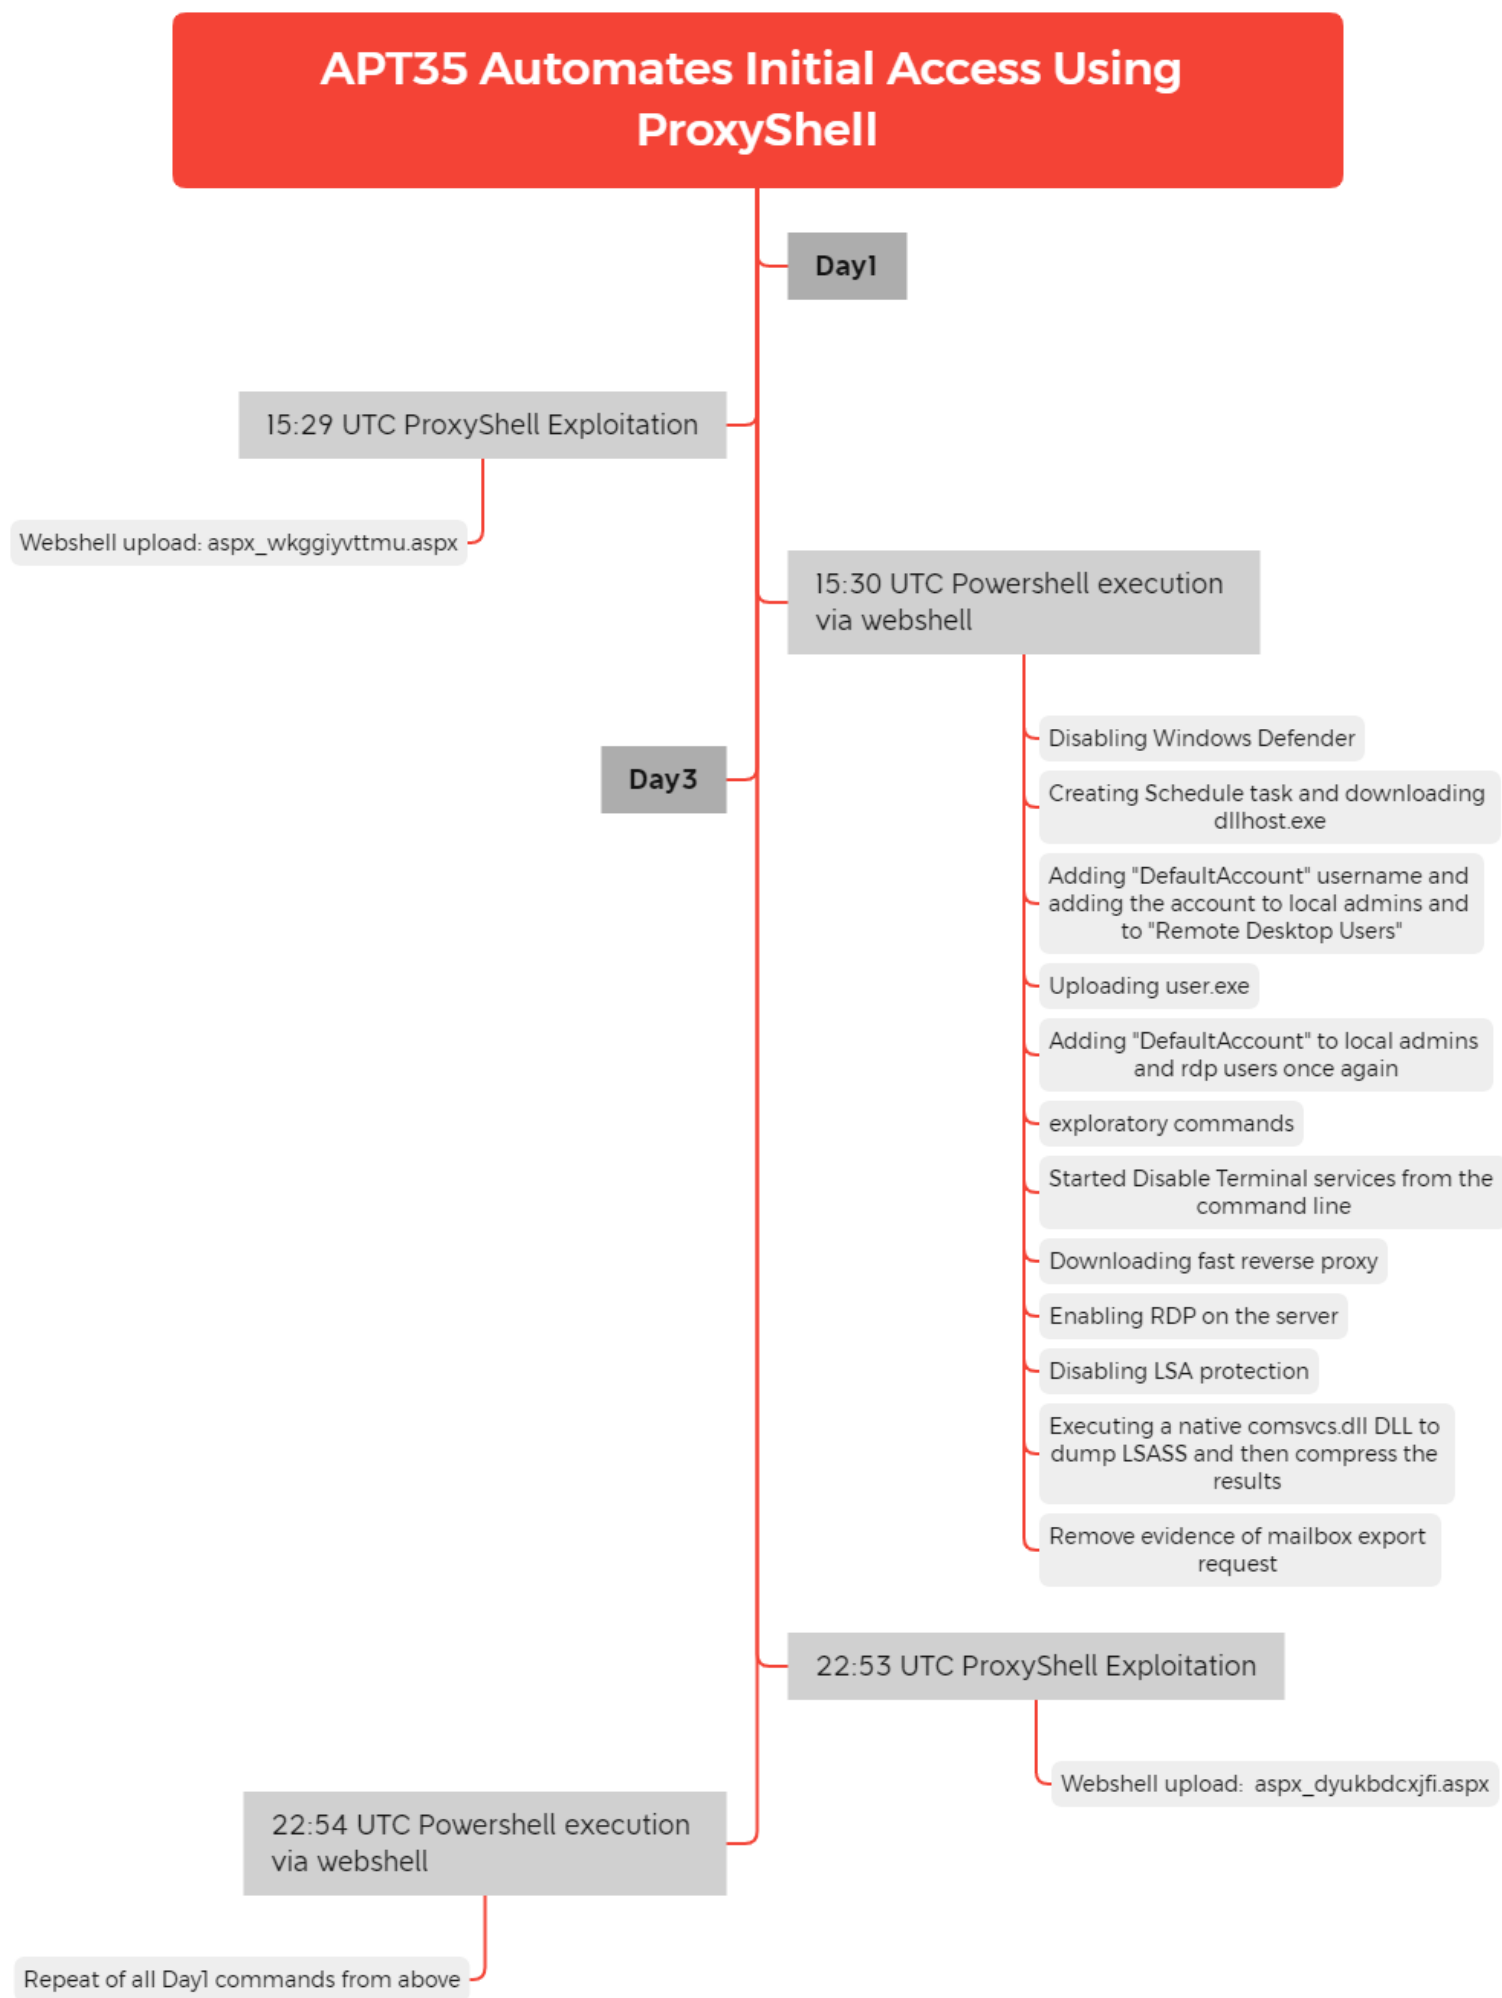 APT35 Automates Initial Access Using
ProxyShell
Day1
15:29 UTC ProxyShell Exploitation
Webshell upload: aspx_wkggiyvttmu.aspx
15:30 UTC Powershell execution
via webshell
Disabling Windows Defender
Creating Schedule task and downloading
dllhost.exe
Adding "DefaultAccount" username and
adding the account to local admins and
to "Remote Desktop Users"
Uploading user.exe
Adding "DefaultAccount" to local admins
and rdp users once again
exploratory commands
Started Disable Terminal services from the
command line
Downloading fast reverse proxy
Enabling RDP on the server
Disabling LSA protection
Executing a native comsvcs.dll DLL to
dump LSASS and then compress the
results
Remove evidence of mailbox export
request
Day3
22:53 UTC ProxyShell Exploitation
Webshell upload:  aspx_dyukbdcxjfi.aspx
22:54 UTC Powershell execution
via webshell
Repeat of all Day1 commands from above